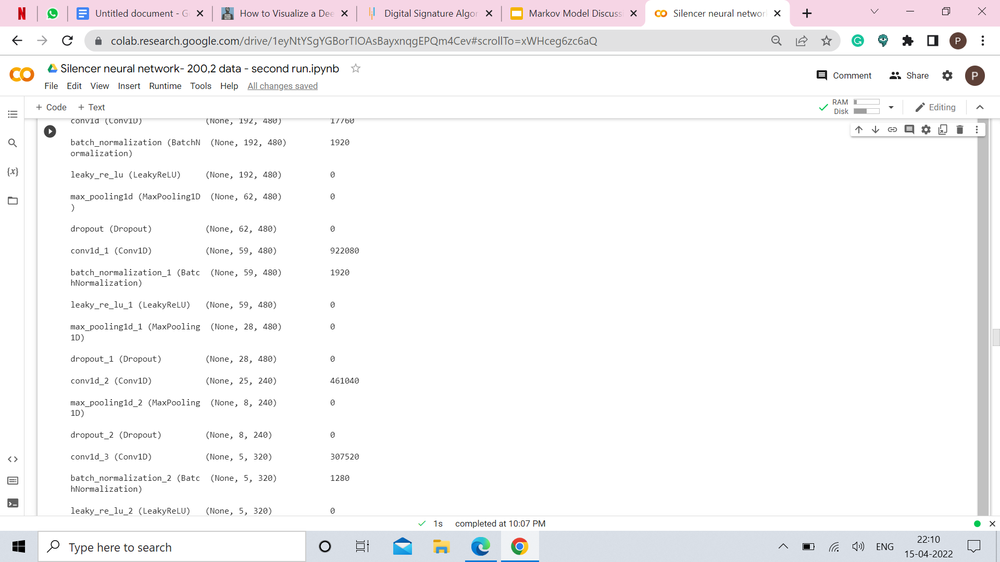 Untitled document - G
How to Visualize a Dee
Digital Signature Algor
Markov Model Discussi
Silencer neural networ
colab.research.google.com/drive/1eyNtYSgYGBorTIOAsBayxnqgEPQm4Cev#scrollTo=xWHceg6zc6aQ
P
Silencer neural network- 200,2 data - second run.ipynb
File Edit View Insert Runtime Tools Help All changes saved
Comment Share P
+ Code + Text
RAM
Disk
Editing
{x}
conv1d (Conv1D) (None, 192, 480) 17760
batch_normalization (BatchN (None, 192, 480) 1920
ormalization)
leaky_re_lu (LeakyReLU) (None, 192, 480) 0
max_pooling1d (MaxPooling1D (None, 62, 480) 0
)
dropout (Dropout) (None, 62, 480) 0
conv1d_1 (Conv1D) (None, 59, 480) 922080
batch_normalization_1 (Batc (None, 59, 480) 1920
hNormalization)
leaky_re_lu_1 (LeakyReLU) (None, 59, 480) 0
max_pooling1d_1 (MaxPooling (None, 28, 480) 0
1D)
dropout_1 (Dropout) (None, 28, 480) 0
conv1d_2 (Conv1D) (None, 25, 240) 461040
max_pooling1d_2 (MaxPooling (None, 8, 240) 0
1D)
dropout_2 (Dropout) (None, 8, 240) 0
conv1d_3 (Conv1D) (None, 5, 320) 307520
batch_normalization_2 (Batc (None, 5, 320) 1280
hNormalization)
leaky_re_lu_2 (LeakyReLU) (None, 5, 320) 0
1s completed at 10:07 PM
Type here to search
ENG
22:10
15-04-2022